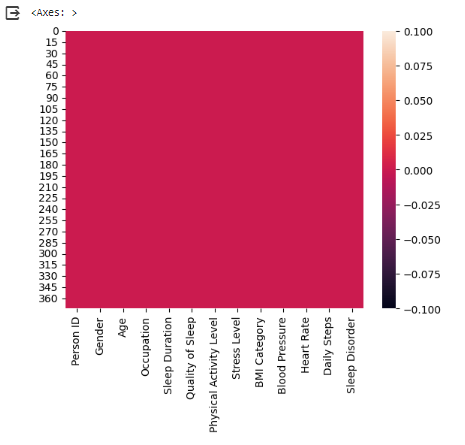 <Axes: >
0
15
30
45
60
75
90
105
120
135
150
165
180
195
210
225
240
255
270
285
300
315
330
345
360
0.100
0.075
0.050
0.025
0.000
−0.025
−0.050
−0.075
−0.100
Person ID
Gender
Age
Occupation
Sleep Duration
Quality of Sleep
Physical Activity Level
Stress Level
BMI Category
Blood Pressure
Heart Rate
Daily Steps
Sleep Disorder